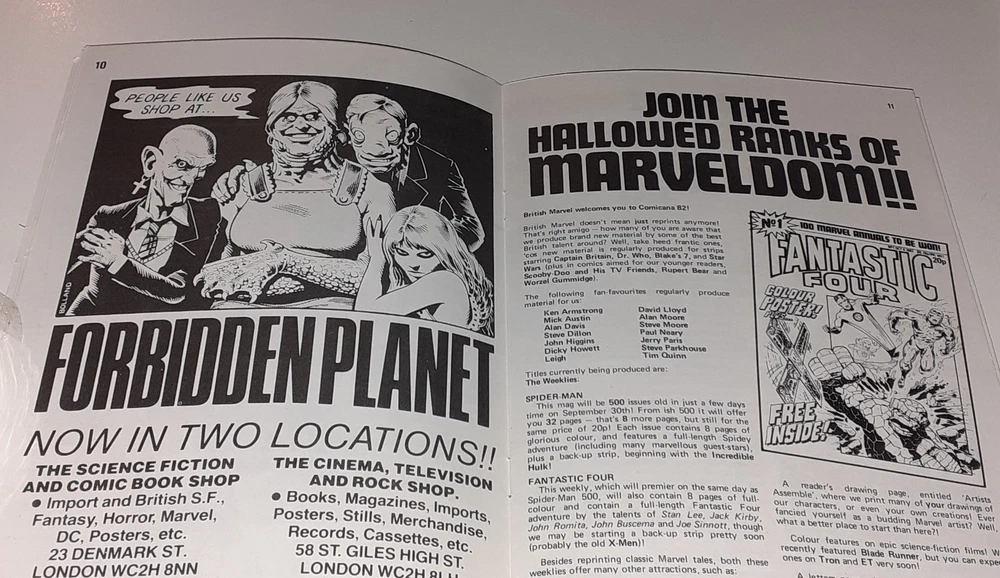 10
PEOPLE LIKE US
SHOP AT...
BOLLAND
FORBIDDEN PLANET
NOW IN TWO LOCATIONS!!
THE SCIENCE FICTION
AND COMIC BOOK SHOP
● Import and British S.F.,
Fantasy, Horror, Marvel,
DC, Posters, etc.
23 DENMARK ST.
LONDON WC2H 8NN
THE CINEMA, TELEVISION
AND ROCK SHOP.
● Books, Magazines, Imports,
Posters, Stills, Merchandise,
Records, Cassettes, etc.
58 ST. GILES HIGH ST.
LONDON WC2H
11
JOIN THE
HALLOWED RANKS OF
MARVELDOM!!
British Marvel welcomes you to Comicana 82!
British Marvel doesn't mean just reprints anymore!
That's right amigo — how many of you are aware that
we produce brand new material by some of the best
British talent around? Well, take heed frantic ones,
'cos new material is regularly produced for strips
starring Captain Britain, Dr. Who, Blake's 7, and Star
Wars (plus in comics aimed for our younger readers,
Scooby-Doo and His TV Friends, Rupert Bear and
Worzel Gummidge).
The following fan-favourites regularly produce
material for us:
Ken Armstrong
Mick Austin
Alan Davis
Steve Dillon
John Higgins
Dicky Howett
Leigh
David Lloyd
Alan Moore
Steve Moore
Paul Neary
Jerry Paris
Steve Parkhouse
Tim Quinn
Titles currently being produced are:
The Weeklies:
SPIDER-MAN
This mag will be 500 issues old in just a few days
time on September 30th! From ish 500 it will offer
you 32 pages — that's 8 more pages, but still for the
same price of 20p! Each issue contains 8 pages of
glorious colour, and features a full-length Spidey
adventure (including many marvellous guest-stars),
plus a back-up strip, beginning with the Incredible
Hulk!
FANTASTIC FOUR
This weekly, which will premier on the same day as
Spider-Man 500, will also contain 8 pages of full-
colour and contain a full-length Fantastic Four
adventure by the talents of Stan Lee, Jack Kirby,
John Romita, John Buscema and Joe Sinnott, though
we may be starting a back-up strip pretty soon
(probably the old X-Men)!
Besides reprinting classic Marvel tales, both these
weeklies offer many other attractions, such as:
Nº1
100 MARVEL ANNUALS TO BE WON!
FANTASTIC
FOUR
20p
COLOUR
POSTER!
FREE
INSIDE!
A reader's drawing page, entitled 'Artists
Assemble', where we print many of your drawings of
our characters, or even your own creations! Ever
fancied yourself as a budding Marvel artist? Well
what a better place to start than here?!
Colour features on epic science-fiction films! W
recently featured Blade Runner, but you can expe
ones on Tron and ET very soon!